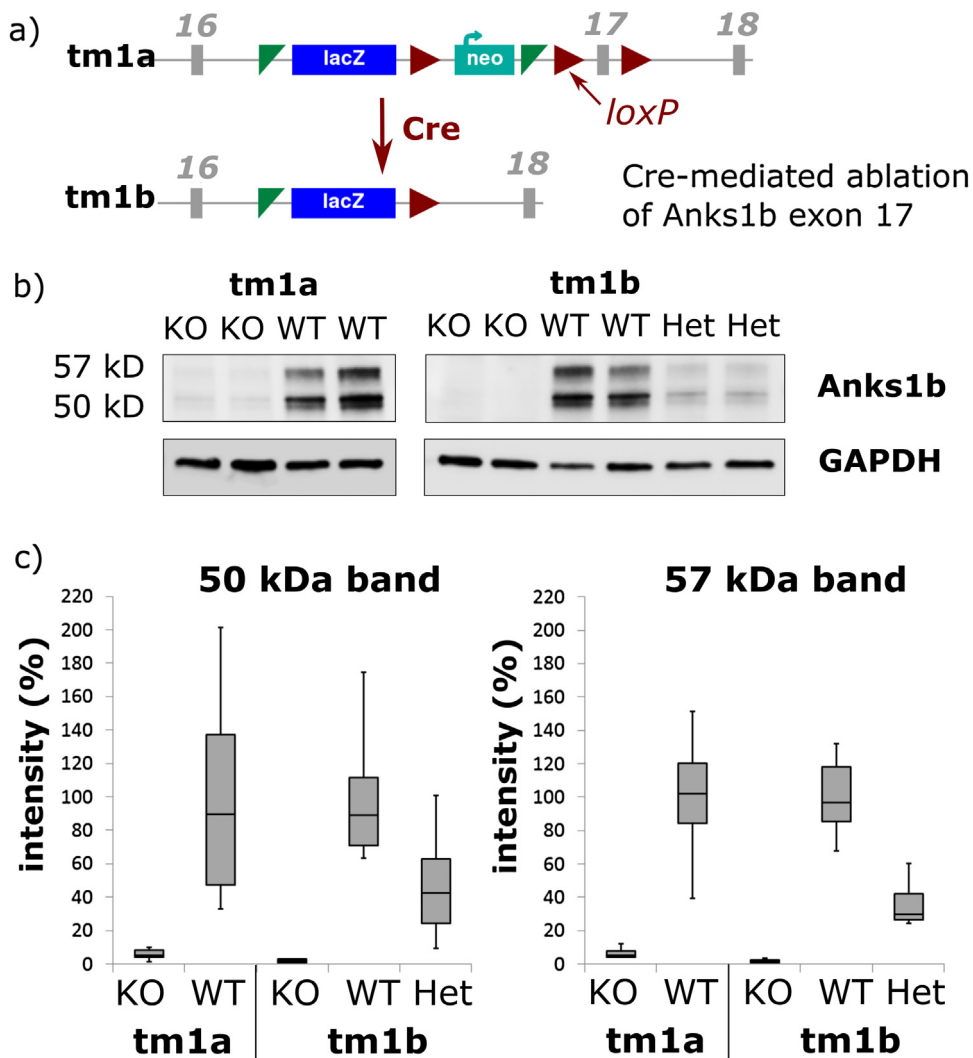 a)
16 17 18
tm1a lacZ neo
loxP
Cre
16 18
tm1b lacZ
Cre-mediated ablation
of Anks1b exon 17
b)
tm1a tm1b
KO KO WT WT KO KO WT WT Het Het
57 kD
50 kD
Anks1b
GAPDH
c)
50 kDa band
intensity (%)
220
200
180
160
140
120
100
80
60
40
20
0
KO WT KO WT Het
tm1a tm1b
57 kDa band
intensity (%)
220
200
180
160
140
120
100
80
60
40
20
0
KO WT KO WT Het
tm1a tm1b